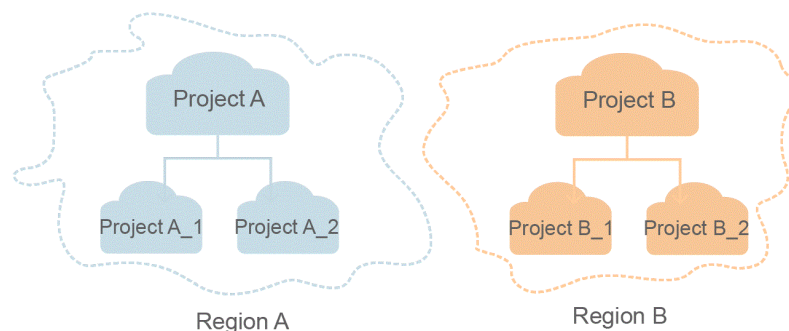 Project A
Project B
Project A_1
Project A_2
Project B_1
Project B_2
Region A
Region B